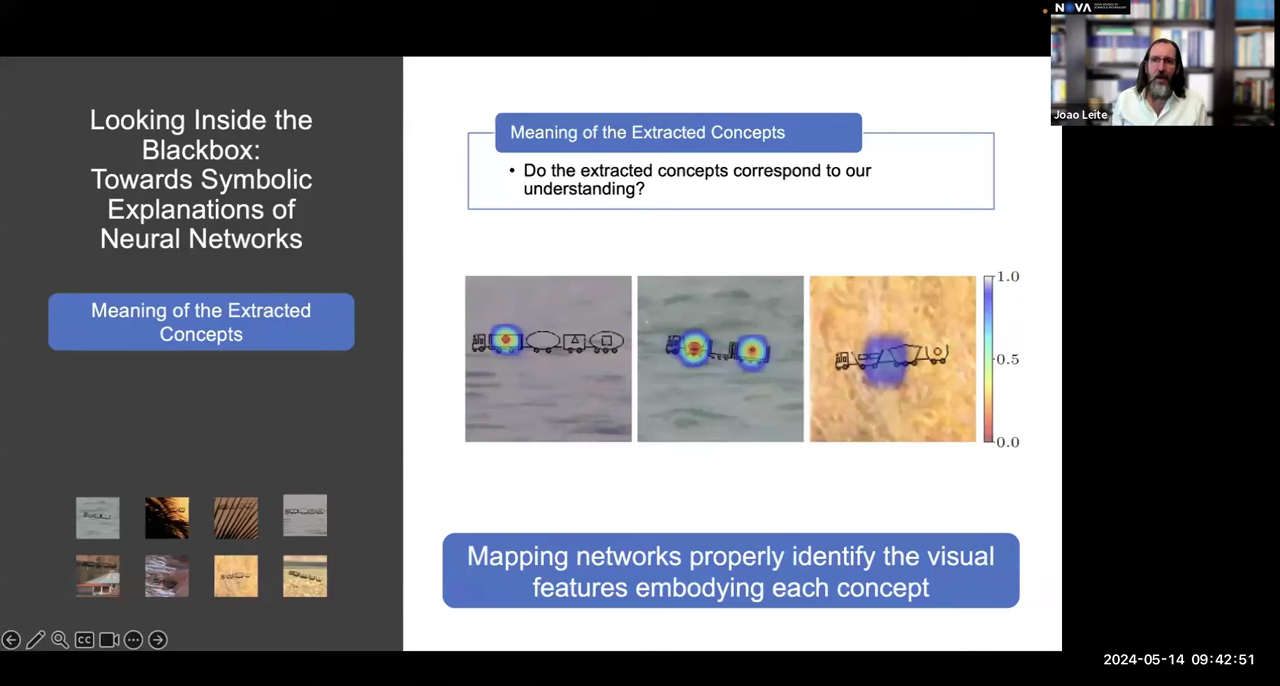 NOVA
Joao Leite
Looking Inside the
Blackbox:
Towards Symbolic
Explanations of
Neural Networks
Meaning of the Extracted
Concepts
Meaning of the Extracted Concepts
• Do the extracted concepts correspond to our
understanding?
1.0
0.5
0.0
Mapping networks properly identify the visual
features embodying each concept
CC
2024-05-14 09:42:51